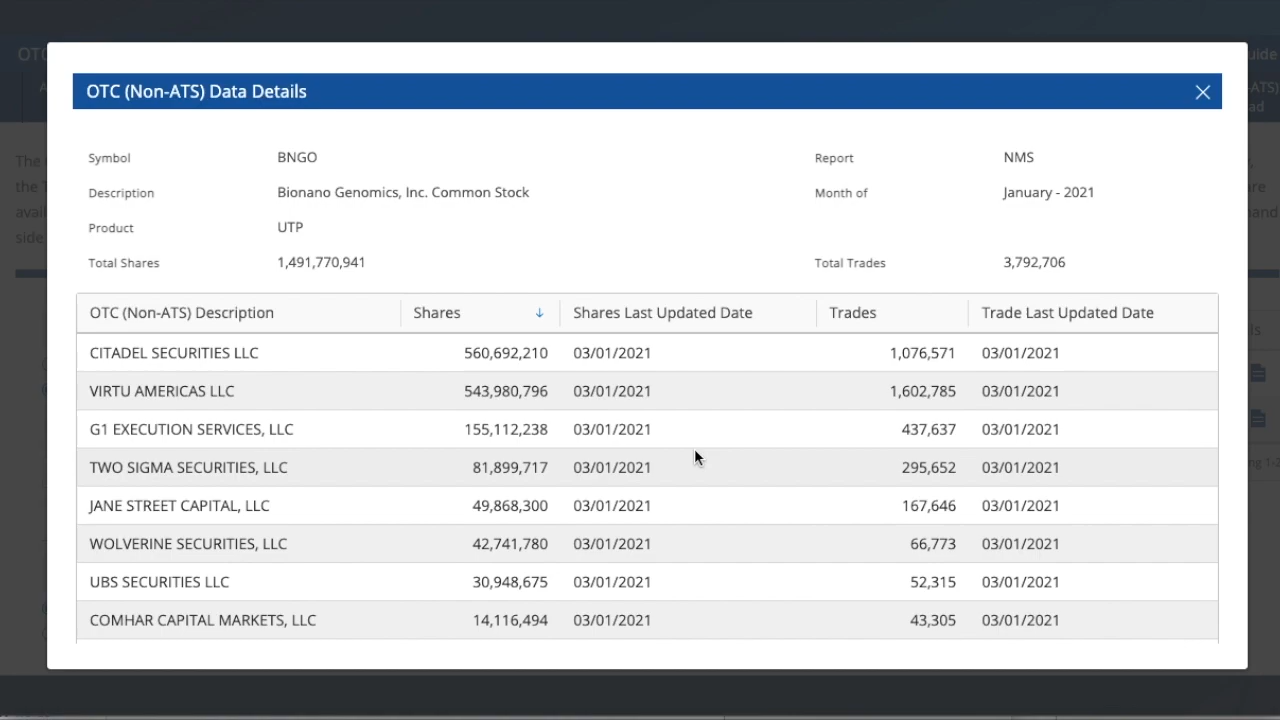 OTC (Non-ATS) Data Details
Symbol BNGO Report NMS
Description Bionano Genomics, Inc. Common Stock Month of January - 2021
Product UTP
Total Shares 1,491,770,941 Total Trades 3,792,706
OTC (Non-ATS) Description Shares ↓ Shares Last Updated Date Trades Trade Last Updated Date
CITADEL SECURITIES LLC 560,692,210 03/01/2021 1,076,571 03/01/2021
VIRTU AMERICAS LLC 543,980,796 03/01/2021 1,602,785 03/01/2021
G1 EXECUTION SERVICES, LLC 155,112,238 03/01/2021 437,637 03/01/2021
TWO SIGMA SECURITIES, LLC 81,899,717 03/01/2021 295,652 03/01/2021
JANE STREET CAPITAL, LLC 49,868,300 03/01/2021 167,646 03/01/2021
WOLVERINE SECURITIES, LLC 42,741,780 03/01/2021 66,773 03/01/2021
UBS SECURITIES LLC 30,948,675 03/01/2021 52,315 03/01/2021
COMHAR CAPITAL MARKETS, LLC 14,116,494 03/01/2021 43,305 03/01/2021